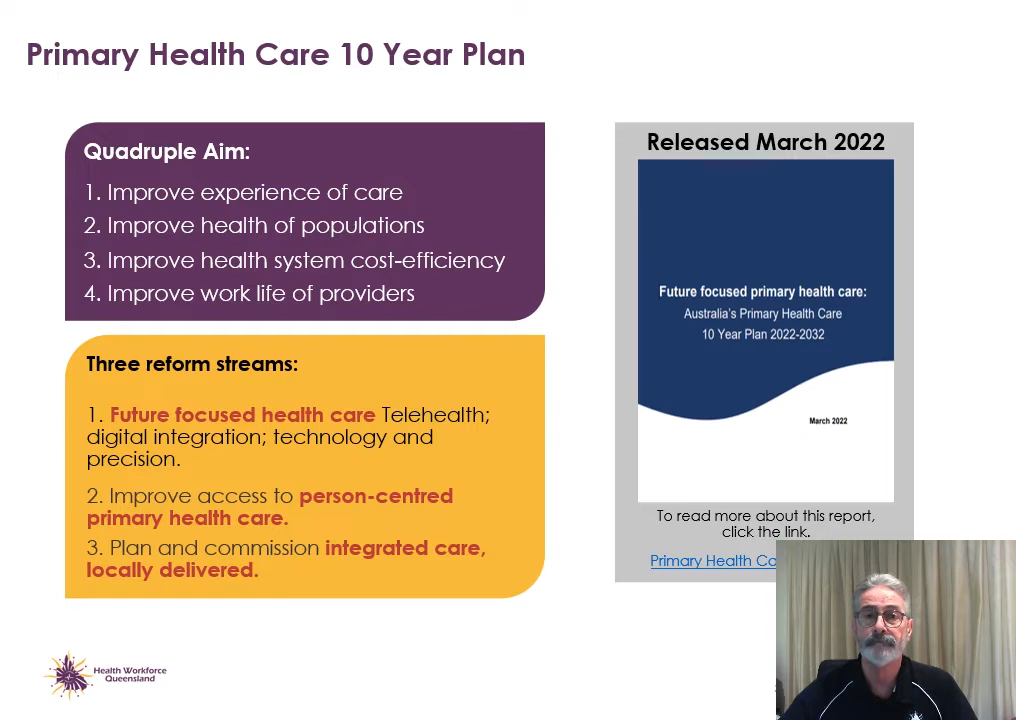 Primary Health Care 10 Year Plan
Quadruple Aim:
1. Improve experience of care
2. Improve health of populations
3. Improve health system cost-efficiency
4. Improve work life of providers
Three reform streams:
1. Future focused health care Telehealth;
digital integration; technology and
precision.
2. Improve access to person-centred
primary health care.
3. Plan and commission integrated care,
locally delivered.
Released March 2022
Future focused primary health care:
Australia's Primary Health Care
10 Year Plan 2022-2032
March 2022
To read more about this report,
click the link.
Primary Health
Health Workforce
Queensland